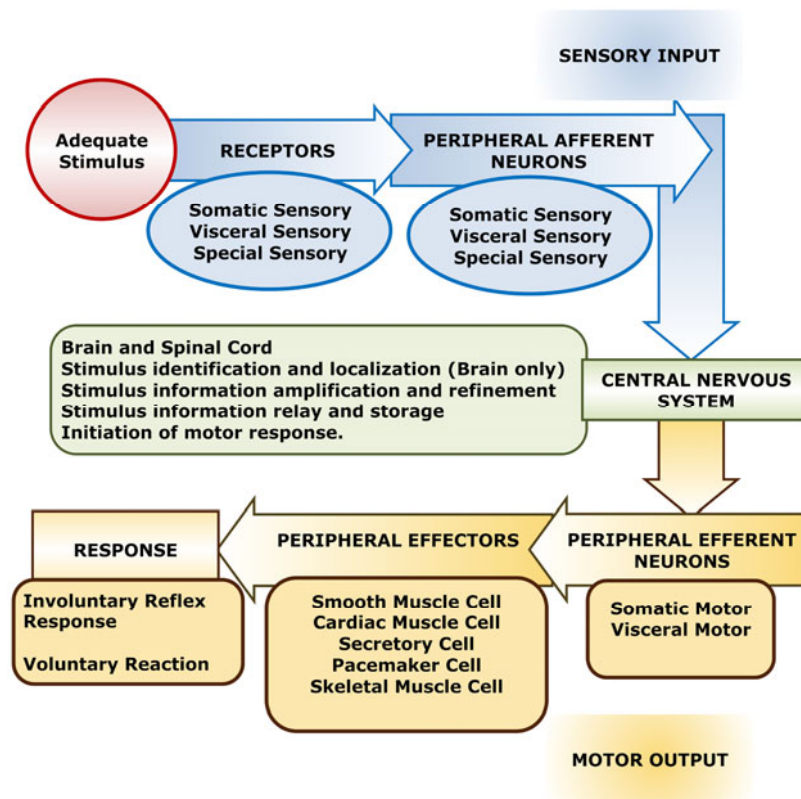 SENSORY INPUT
Adequate
Stimulus
RECEPTORS
PERIPHERAL AFFERENT
NEURONS
Somatic Sensory
Visceral Sensory
Special Sensory
Somatic Sensory
Visceral Sensory
Special Sensory
Brain and Spinal Cord
Stimulus identification and localization (Brain only)
Stimulus information amplification and refinement
Stimulus information relay and storage
Initiation of motor response.
CENTRAL NERVOUS
SYSTEM
RESPONSE
PERIPHERAL EFFECTORS
PERIPHERAL EFFERENT
NEURONS
Involuntary Reflex
Response
Voluntary Reaction
Smooth Muscle Cell
Cardiac Muscle Cell
Secretory Cell
Pacemaker Cell
Skeletal Muscle Cell
Somatic Motor
Visceral Motor
MOTOR OUTPUT